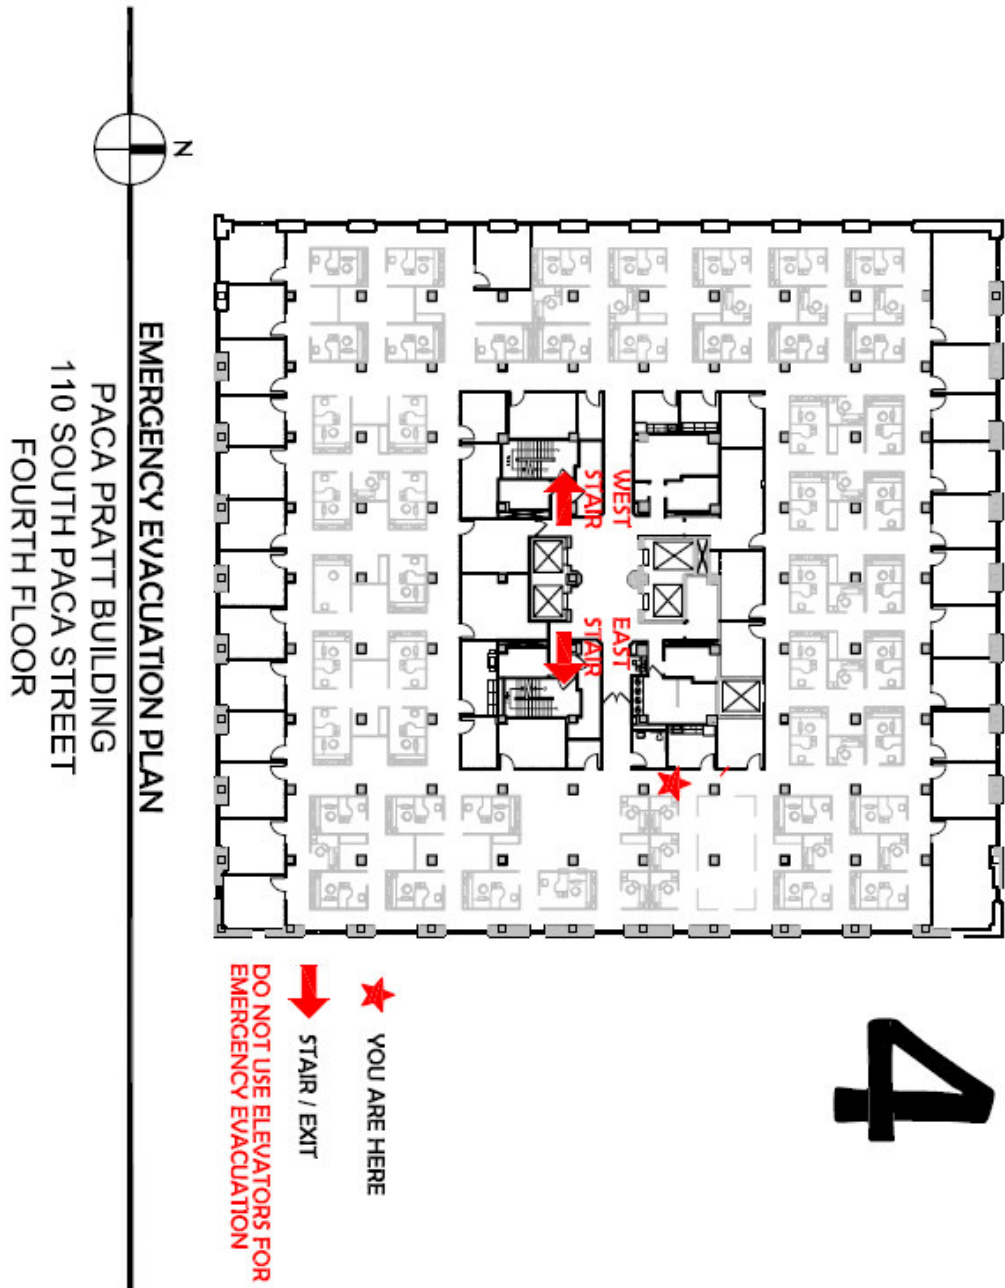 N
EMERGENCY EVACUATION PLAN
PACA PRATT BUILDING
110 SOUTH PACA STREET
FOURTH FLOOR
WEST
STAIR
EAST
STAIR
4
YOU ARE HERE
STAIR / EXIT
DO NOT USE ELEVATORS FOR
EMERGENCY EVACUATION